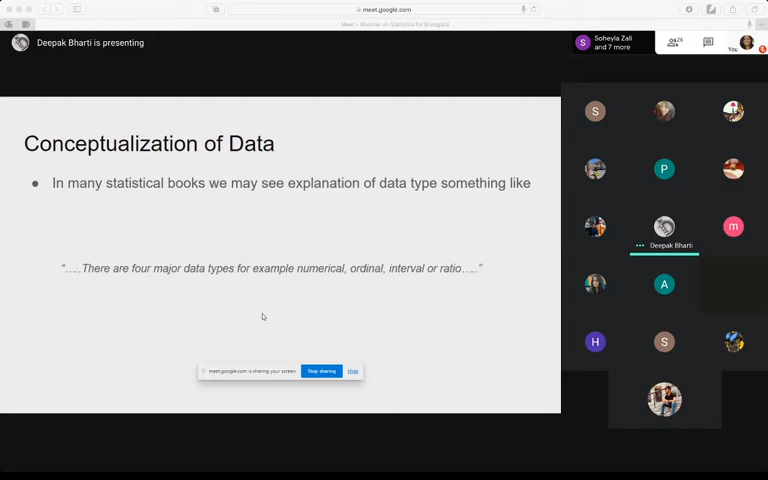 meet.google.com
Meet – Webinar on Statistics for Biologists
Deepak Bharti is presenting
S
Soheyla Zali
and 7 more
26
You
Conceptualization of Data
● In many statistical books we may see explanation of data type something like
“…..There are four major data types for example numerical, ordinal, interval or ratio…..”
meet.google.com is sharing your screen.
Stop sharing
Hide
S
P
m
Deepak Bharti
A
H
S